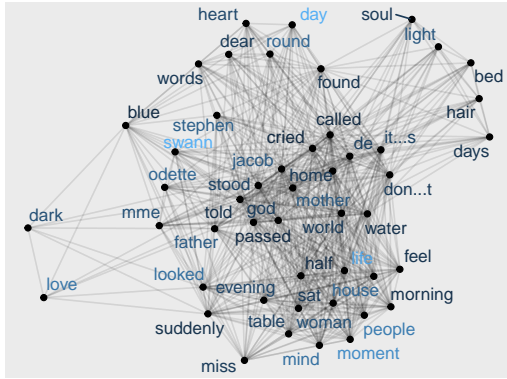 heart
day
soul
light
dear
round
words
found
bed
hair
blue
stephen
called
cried
de
it...s
days
swann
jacob
home
odette
stood
mother
don...t
dark
mme
told
god
father
passed
world
water
love
looked
half
life
feel
evening
sat
house
morning
suddenly
table
woman
people
miss
mind
moment